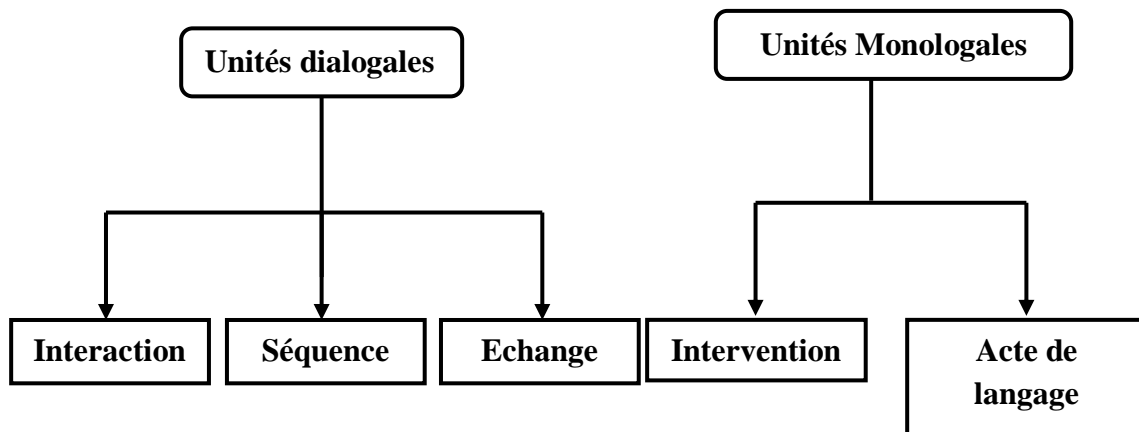 Unités dialogales
Unités Monologales
Interaction
Séquence
Echange
Intervention
Acte de
langage